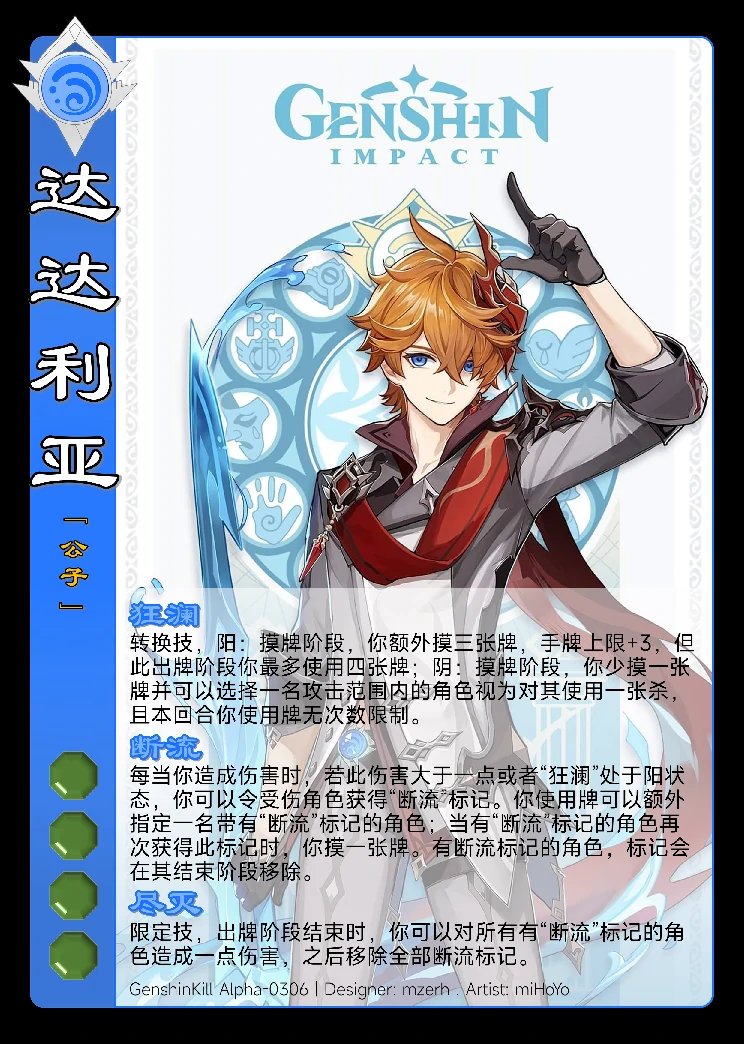 GENSHIN
IMPACT
达达利亚
「公子」
狂澜
转换技，阳：摸牌阶段，你额外摸三张牌，手牌上限+3，但
此出牌阶段你最多使用四张牌；阴：摸牌阶段，你少摸一张
牌并可以选择一名攻击范围内的角色视为对其使用一张杀，
且本回合你使用牌无次数限制。
断流
每当你造成伤害时，若此伤害大于一点或者“狂澜”处于阳状
态，你可以令受伤角色获得“断流”标记。你使用牌可以额外
指定一名带有“断流”标记的角色；当有“断流”标记的角色再
次获得此标记时，你摸一张牌。有断流标记的角色，标记会
在其结束阶段移除。
尽灭
限定技，出牌阶段结束时，你可以对所有有“断流”标记的角
色造成一点伤害，之后移除全部断流标记。
GenshinKill Alpha-0306 | Designer: mzerh . Artist: miHoYo